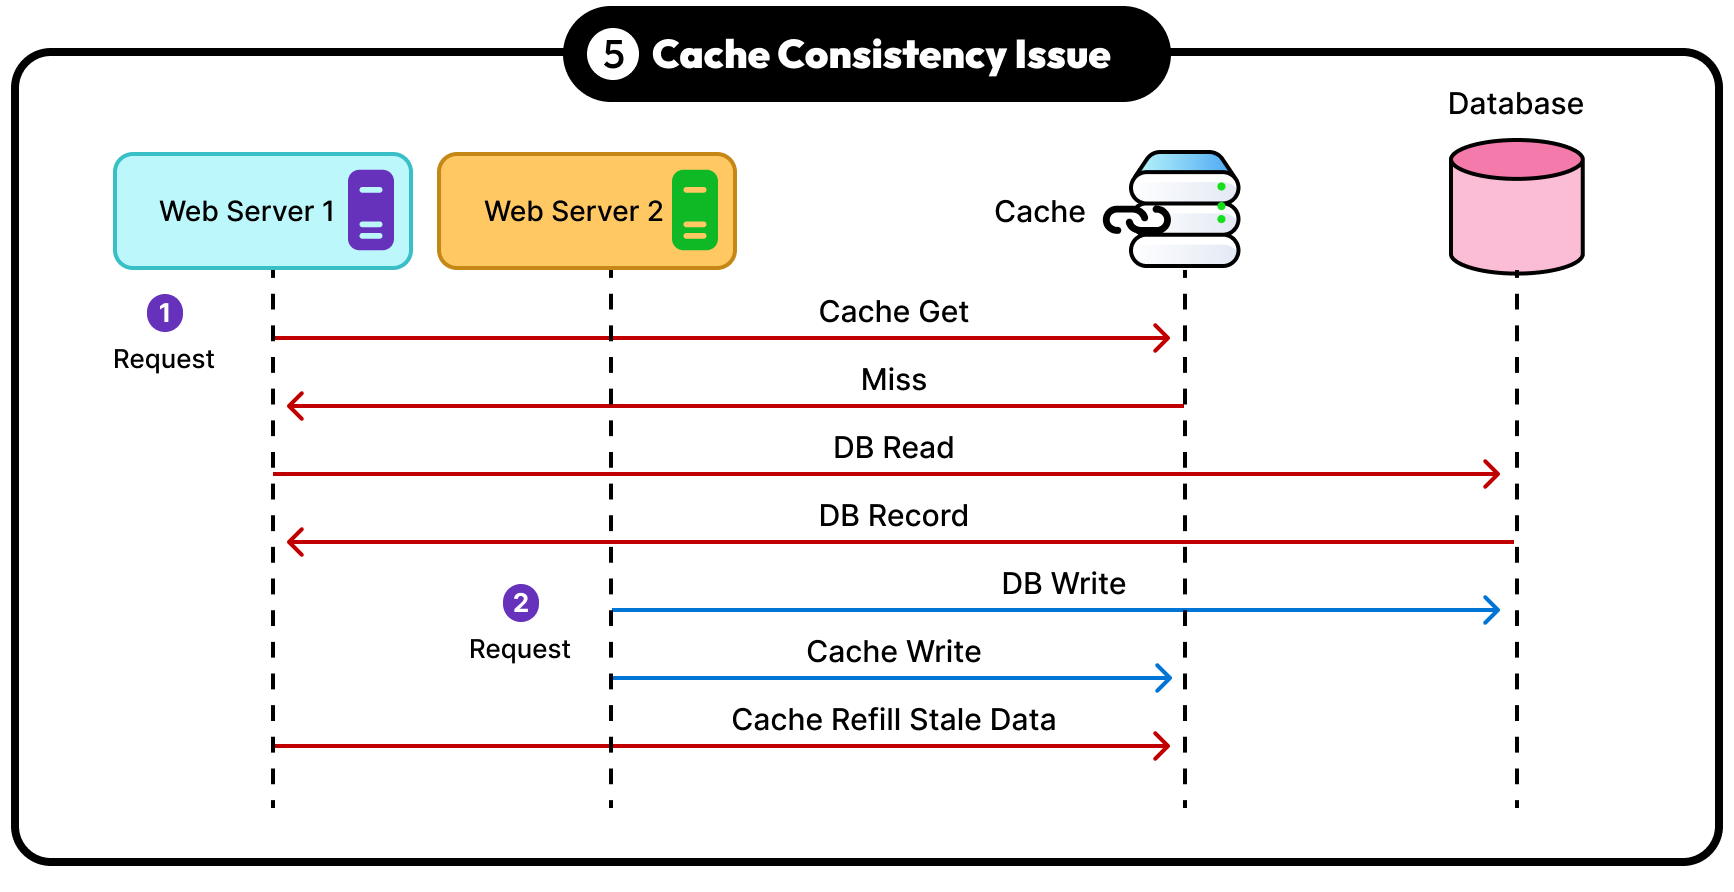 5 Cache Consistency Issue
Database
Web Server 1
Web Server 2
Cache
1
Request
Cache Get
Miss
DB Read
DB Record
2
Request
DB Write
Cache Write
Cache Refill Stale Data